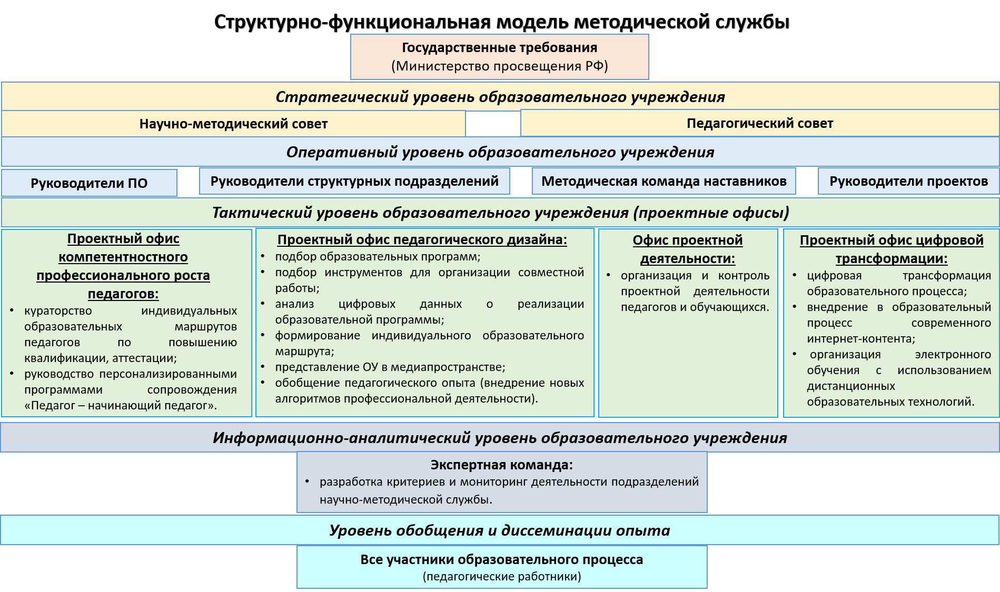 Структурно-функциональная модель методической службы
Государственные требования
(Министерство просвещения РФ)
Стратегический уровень образовательного учреждения
Научно-методический совет
Педагогический совет
Оперативный уровень образовательного учреждения
Руководители ПО
Руководители структурных подразделений
Методическая команда наставников
Руководители проектов
Тактический уровень образовательного учреждения (проектные офисы)
Проектный офис
компетентностного
профессионального роста
педагогов:
• кураторство индивидуальных
образовательных маршрутов
педагогов по повышению
квалификации, аттестации;
• руководство персонализированными
программами сопровождения
«Педагог – начинающий педагог».
Проектный офис педагогического дизайна:
• подбор образовательных программ;
• подбор инструментов для организации совместной
работы;
• анализ цифровых данных о реализации
образовательной программы;
• формирование индивидуального образовательного
маршрута;
• представление ОУ в медиапространстве;
• обобщение педагогического опыта (внедрение новых
алгоритмов профессиональной деятельности).
Офис проектной
деятельности:
• организация и контроль
проектной деятельности
педагогов и обучающихся.
Проектный офис цифровой
трансформации:
• цифровая трансформация
образовательного процесса;
• внедрение в образовательный
процесс современного
интернет-контента;
• организация электронного
обучения с использованием
дистанционных
образовательных технологий.
Информационно-аналитический уровень образовательного учреждения
Экспертная команда:
• разработка критериев и мониторинг деятельности подразделений
научно-методической службы.
Уровень обобщения и диссеминации опыта
Все участники образовательного процесса
(педагогические работники)